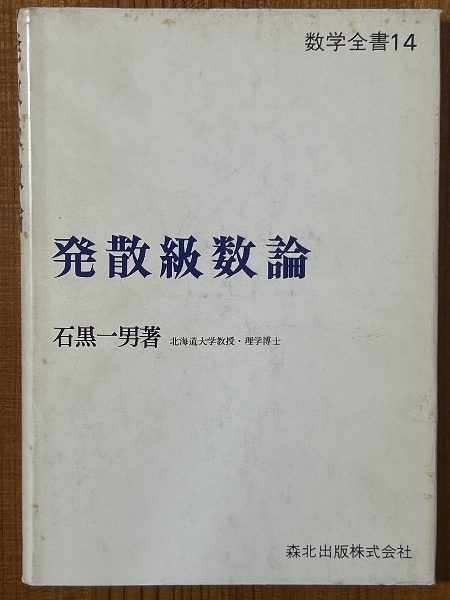 数学全書14
発散級数論
石黒一男著 北海道大学教授・理学博士
森北出版株式会社